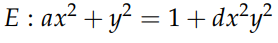 E : ax² + y² = 1 + dx²y²